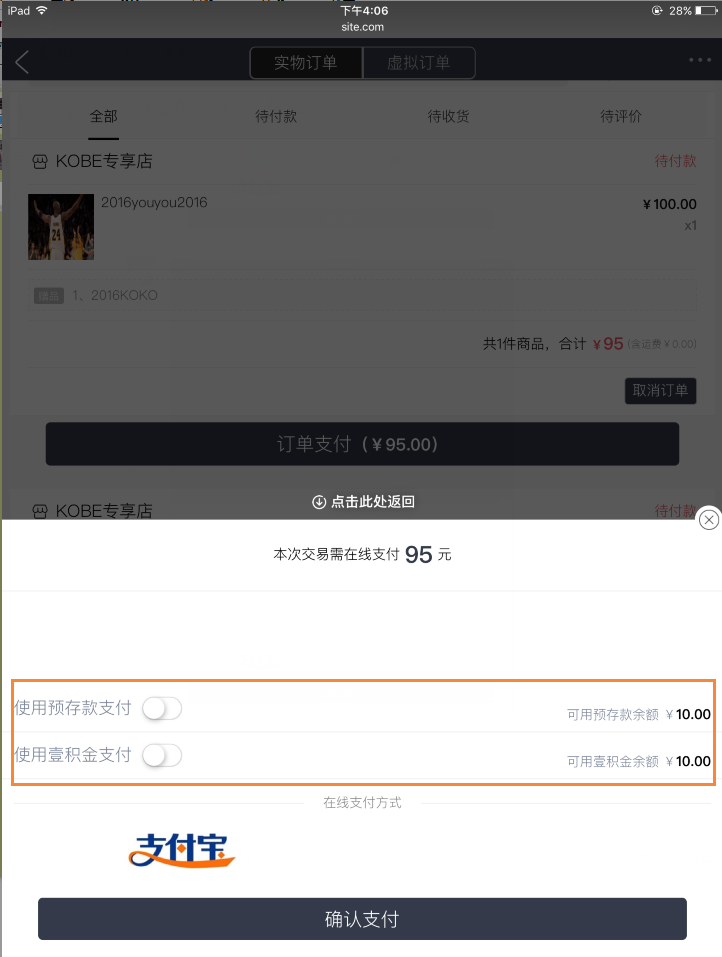 iPad 下午4:06 28%
site.com
实物订单 虚拟订单
全部 待付款 待收货 待评价
KOBE专享店 待付款
2016youyou2016 ¥100.00
x1
赠品 1、2016KOKO
共1件商品，合计 ¥95 (含运费¥0.00)
取消订单
订单支付（¥95.00）
点击此处返回
KOBE专享店 待付款
本次交易需在线支付 95 元
使用预存款支付 可用预存款余额 ¥10.00
使用壹积金支付 可用壹积金余额 ¥10.00
在线支付方式
支付宝
确认支付